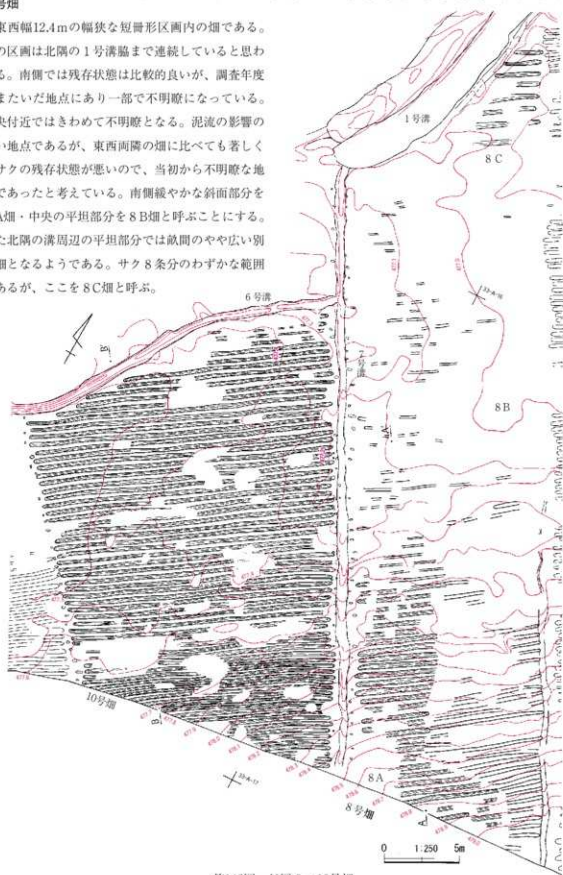 号畑
東西幅12.4mの幅狭な短冊形区画内の畑である。
の区画は北隅の1号溝脇まで連続していると思わ
る。南側では残存状態は比較的良いが、調査年度
またいだ地点にあり一部で不明瞭になっている。
央付近ではきわめて不明瞭となる。泥流の影響の
い地点であるが、東西両隣の畑に比べても著しく
サクの残存状態が悪いので、当初から不明瞭な地
であったと考えている。南側緩やかな斜面部分を
A畑・中央の平坦部分を8B畑と呼ぶことにする。
た北隅の溝周辺の平坦部分では畝間のやや広い別
畑となるようである。サク8条分のわずかな範囲
あるが、ここを8C畑と呼ぶ。
1号溝
8C
6号溝
8B
10号畑
8A
8号畑
0 1:250 5m